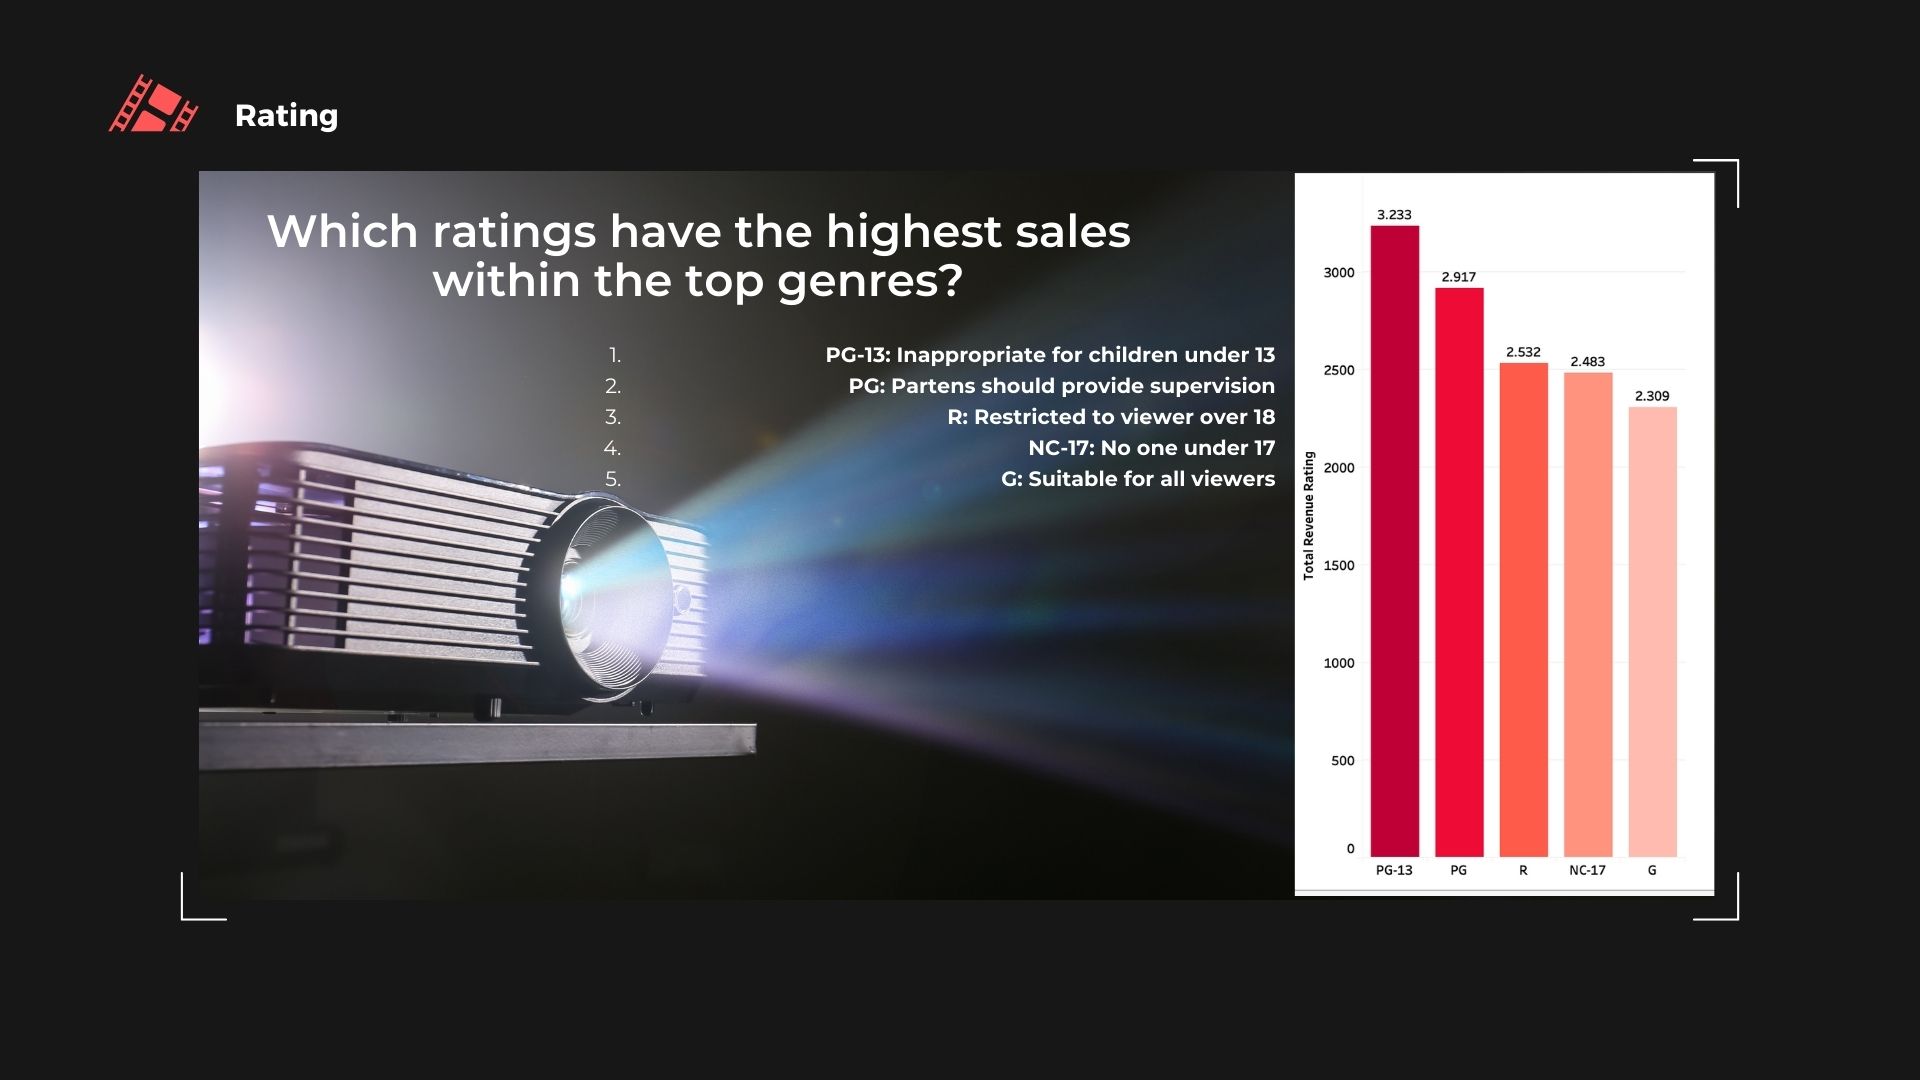 Rating
Which ratings have the highest sales
within the top genres?
1. PG-13: Inappropriate for children under 13
2. PG: Partens should provide supervision
3. R: Restricted to viewer over 18
4. NC-17: No one under 17
5. G: Suitable for all viewers
Total Revenue Rating
3000
2500
2000
1500
1000
500
0
3.233
2.917
2.532
2.483
2.309
PG-13
PG
R
NC-17
G